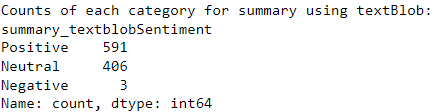 Counts of each category for summary using textBlob:
summary_textblobSentiment
Positive    591
Neutral     406
Negative      3
Name: count, dtype: int64